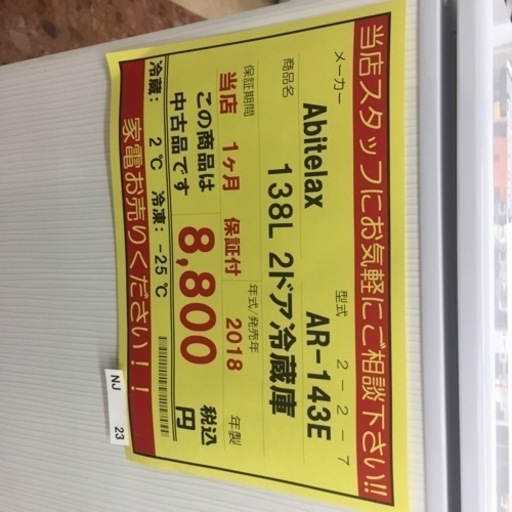 当店スタッフにお気軽にご相談下さい!!
メーカー
型式
2-2-7
Abitelax
AR-143E
商品名
138L 2ドア冷蔵庫
保証期間
年式/発売年
当店 1ヶ月 保証付
2018
年製
この商品は
中古品です
8,800
税込
円
冷蔵: 2℃ 冷凍: -25℃
家電お売りください!!
NJ 23